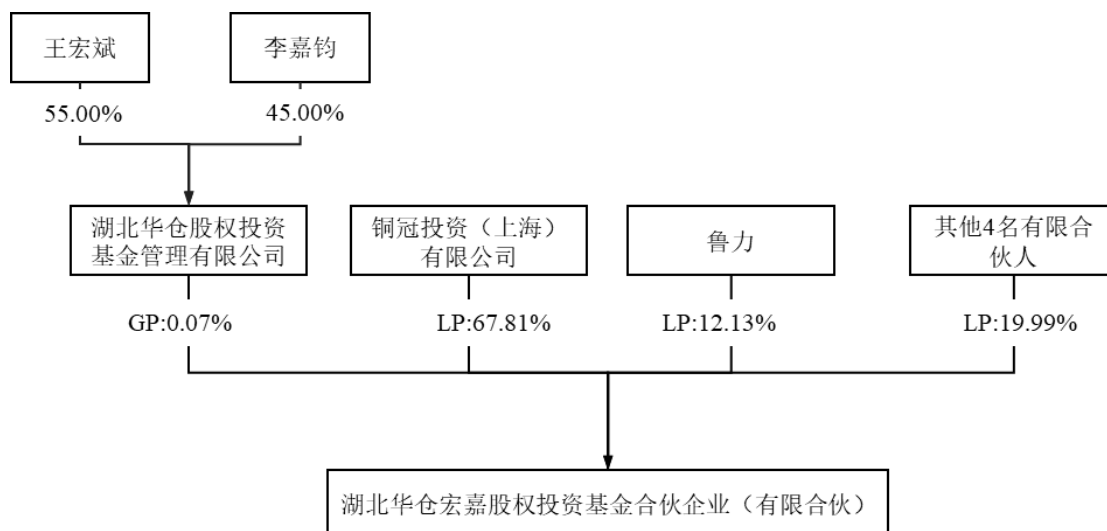 王宏斌
李嘉钧
55.00%
45.00%
湖北华仓股权投资
基金管理有限公司
铜冠投资（上海）
有限公司
鲁力
其他4名有限合
伙人
GP:0.07%
LP:67.81%
LP:12.13%
LP:19.99%
湖北华仓宏嘉股权投资基金合伙企业（有限合伙）